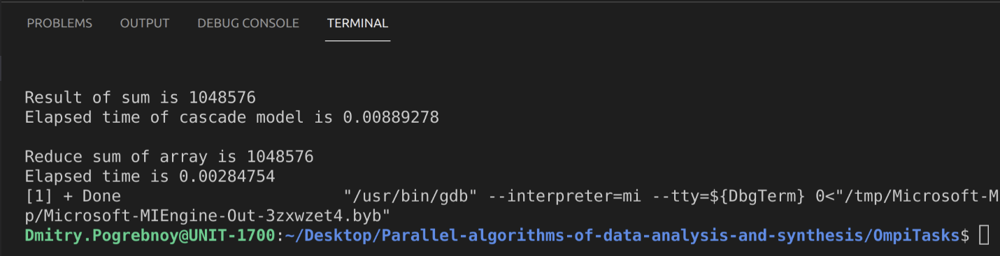 PROBLEMS OUTPUT DEBUG CONSOLE TERMINAL
Result of sum is 1048576
Elapsed time of cascade model is 0.00889278
Reduce sum of array is 1048576
Elapsed time is 0.00284754
[1] + Done "/usr/bin/gdb" --interpreter=mi --tty=${DbgTerm} 0<"/tmp/Microsoft-M
p/Microsoft-MIEngine-Out-3zxwzet4.byb"
Dmitry.Pogrebnoy@UNIT-1700:~/Desktop/Parallel-algorithms-of-data-analysis-and-synthesis/OmpiTasks$